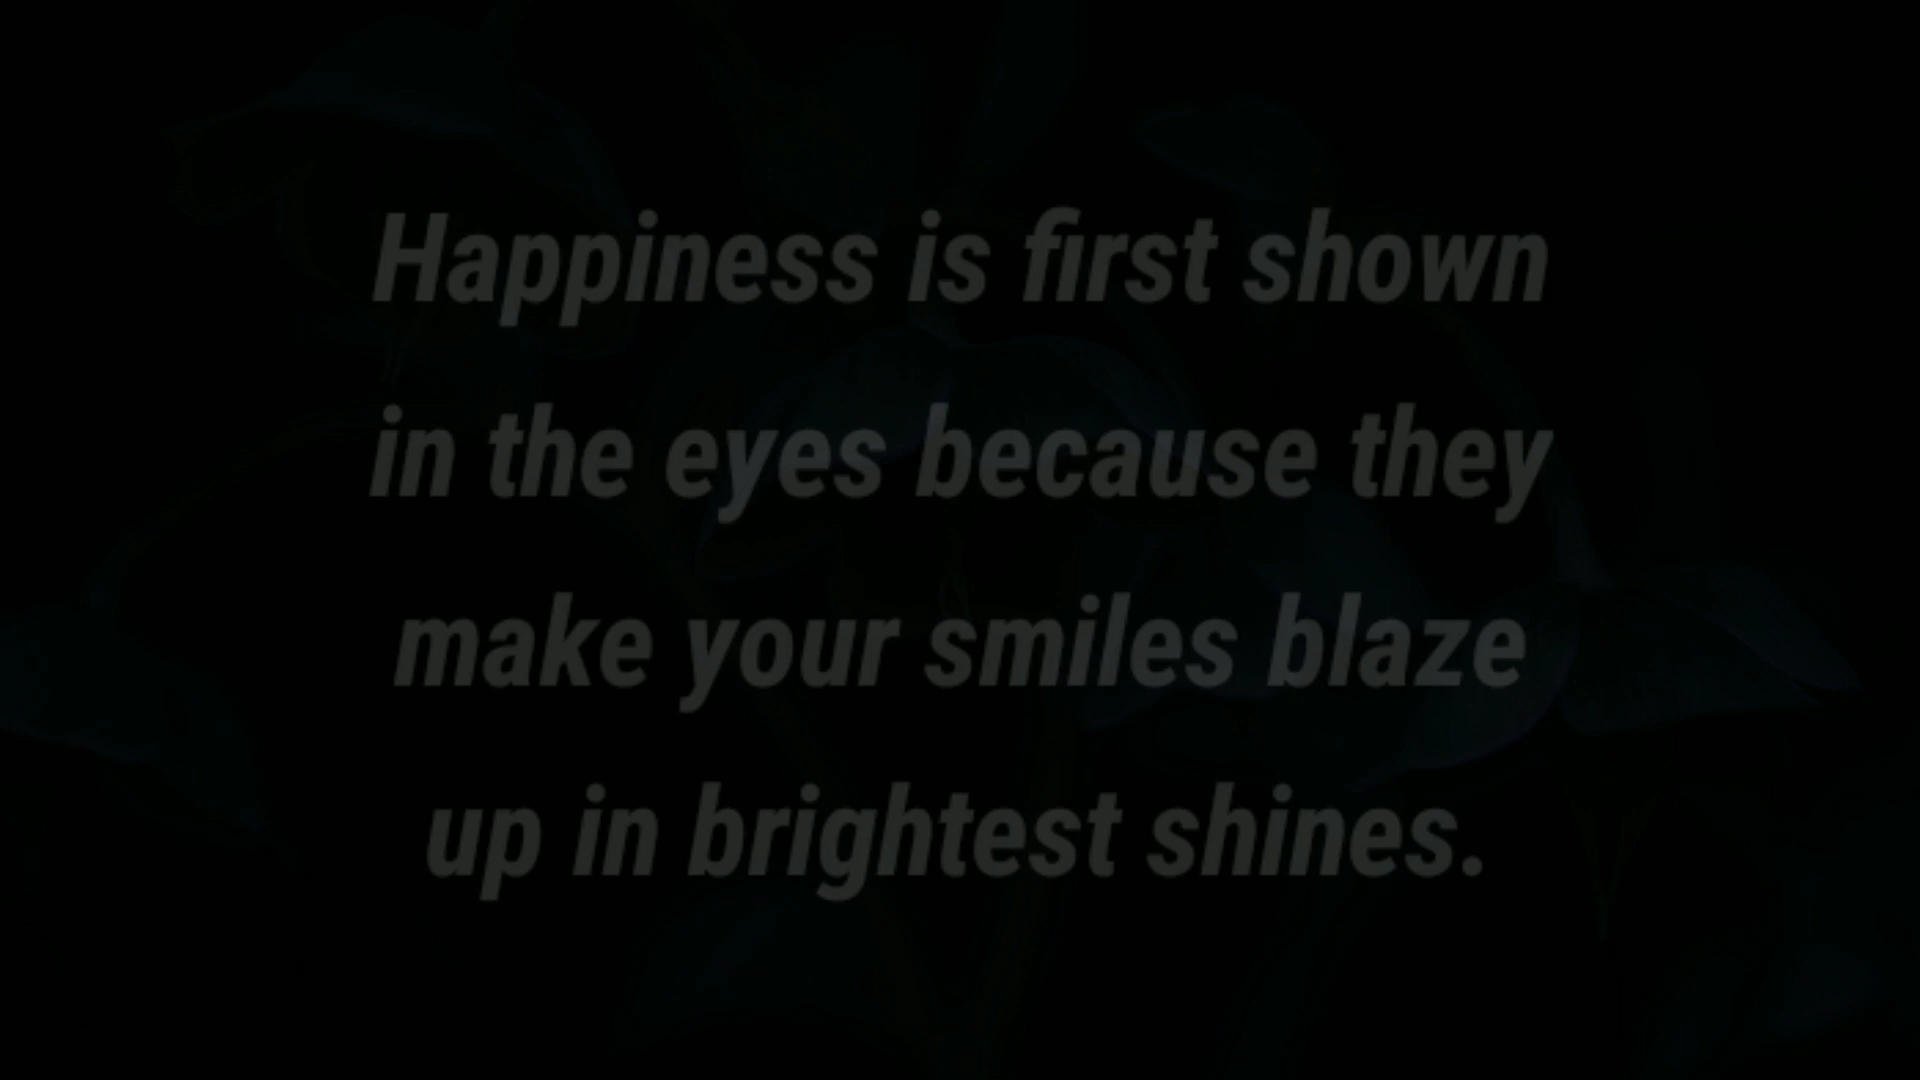 Happiness is first shown
in the eyes because they
make your smiles blaze
up in brightest shines.